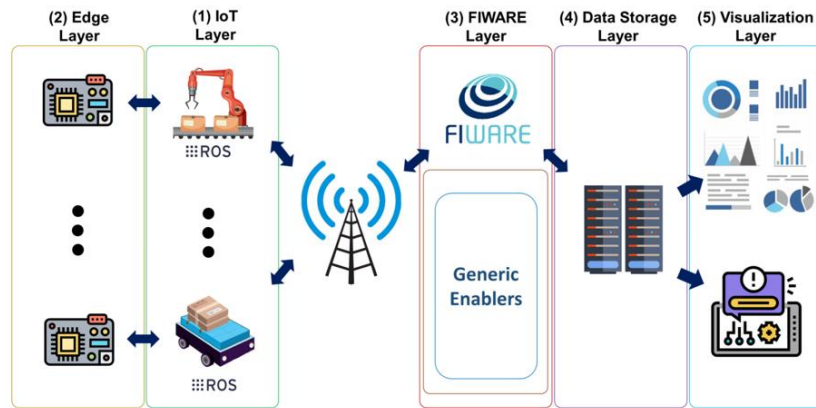 (2) Edge
Layer
(1) IoT
Layer
(3) FIWARE
Layer
(4) Data Storage
Layer
(5) Visualization
Layer
ROS
FIWARE
Generic
Enablers
ROS